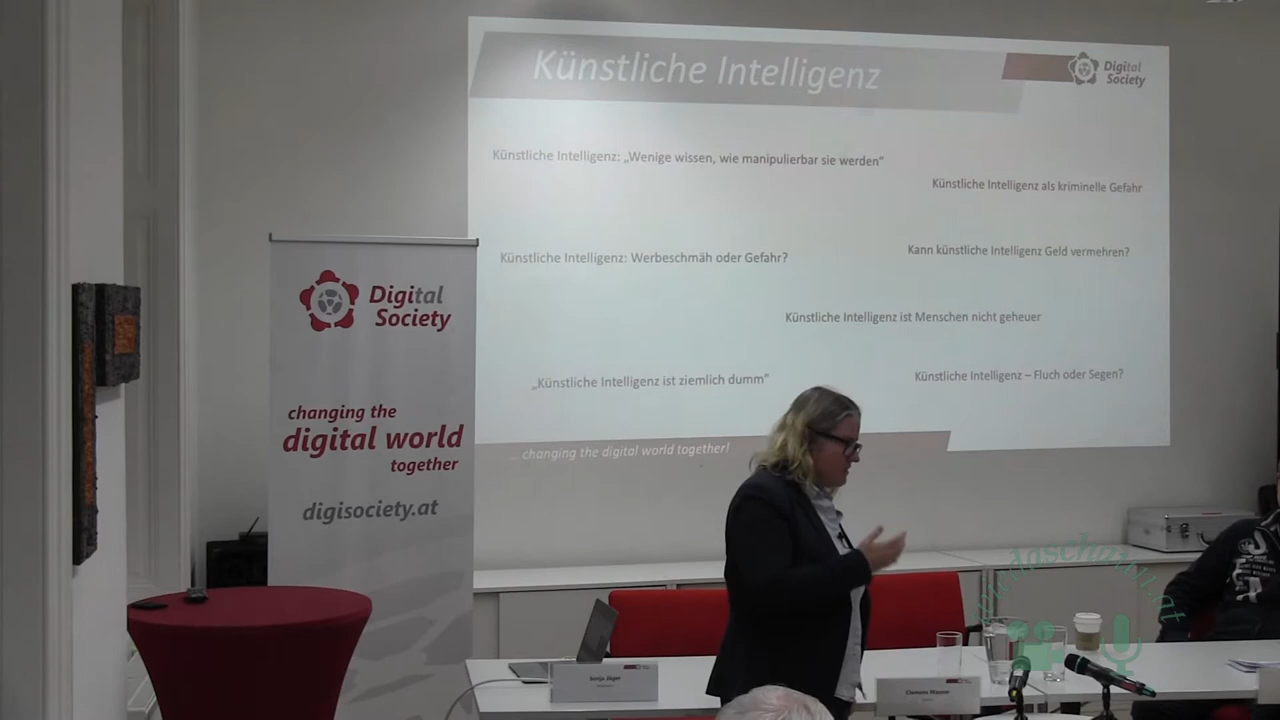 Künstliche Intelligenz
Digital
Society
Künstliche Intelligenz: „Wenige wissen, wie manipulierbar sie werden“
Künstliche Intelligenz als kriminelle Gefahr
Künstliche Intelligenz: Werbeschmäh oder Gefahr?
Kann künstliche Intelligenz Geld vermehren?
Künstliche Intelligenz ist Menschen nicht geheuer
„Künstliche Intelligenz ist ziemlich dumm“
Künstliche Intelligenz – Fluch oder Segen?
... changing the digital world together!
Digital
Society
changing the
digital world
together
digisociety.at
Sonja Jäger
Clemens